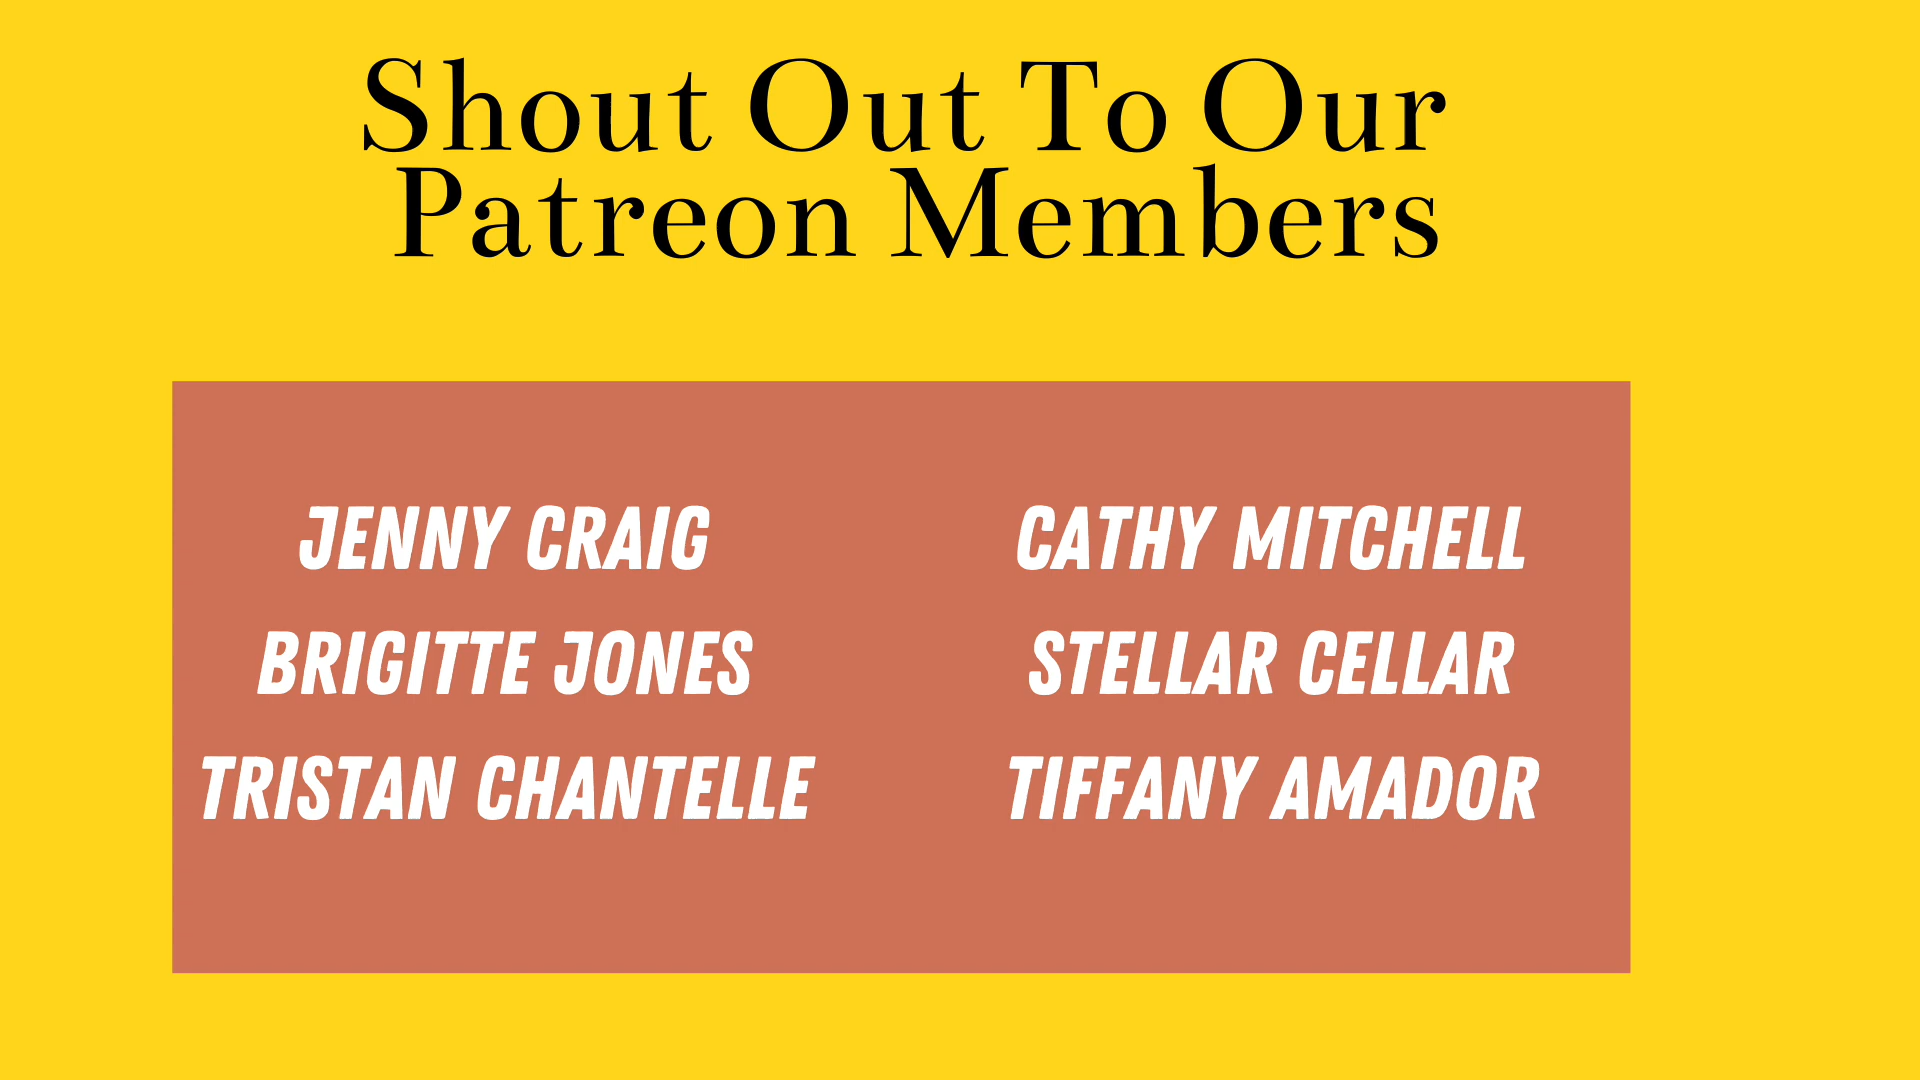 Shout Out To Our
Patreon Members
JENNY CRAIG
BRIGITTE JONES
TRISTAN CHANTELLE
CATHY MITCHELL
STELLAR CELLAR
TIFFANY AMADOR